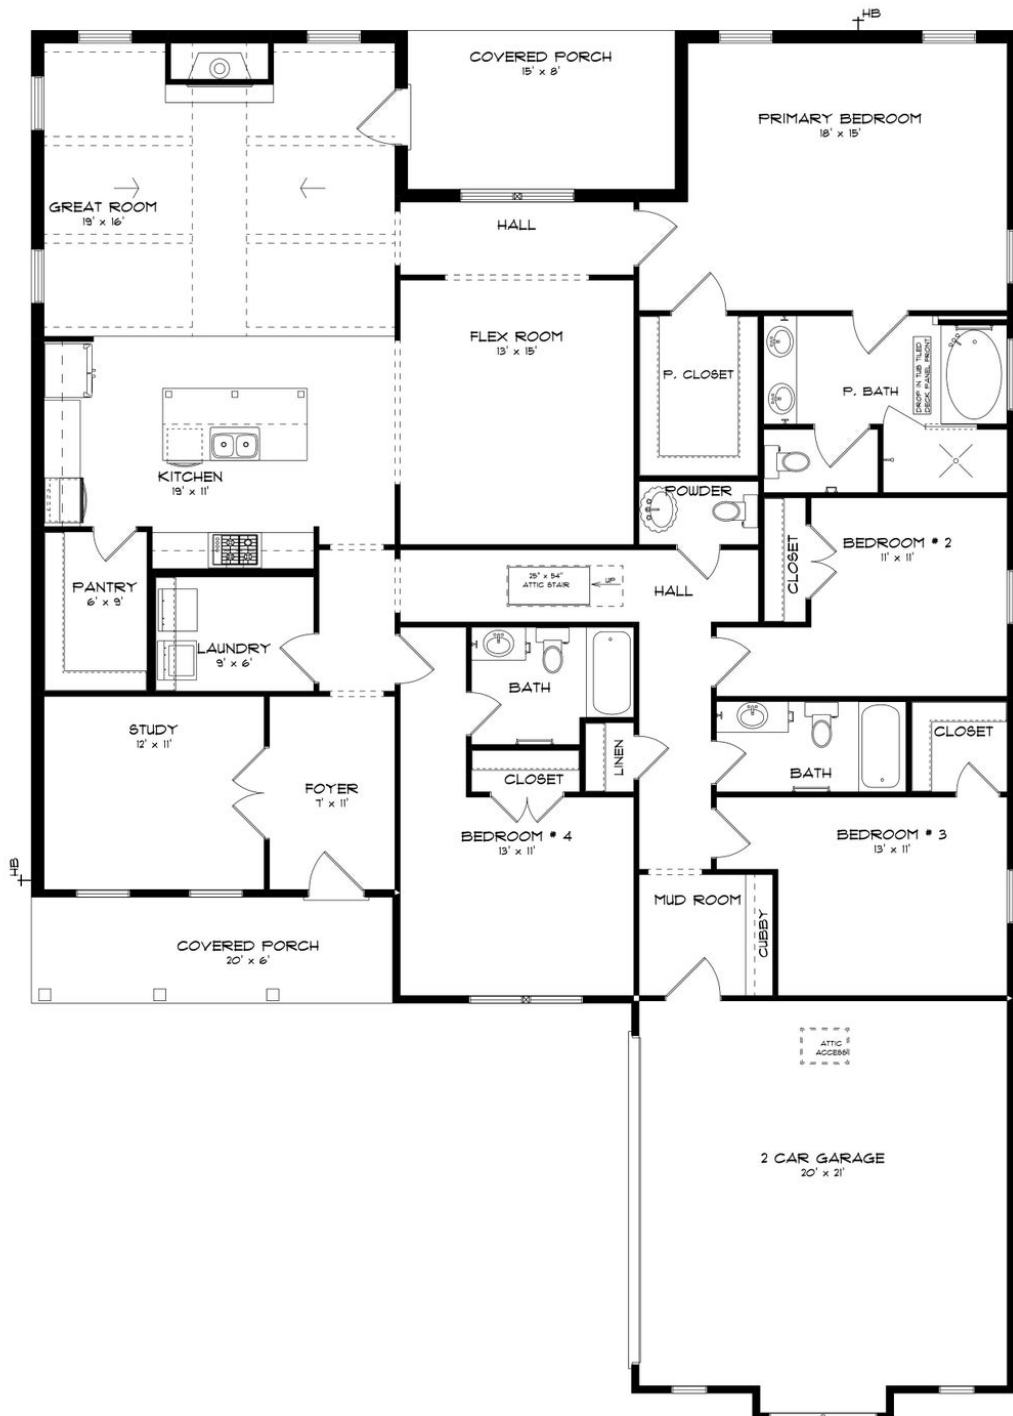 HB
COVERED PORCH
15' x 8'
PRIMARY BEDROOM
18' x 15'
GREAT ROOM
19' x 16'
HALL
FLEX ROOM
13' x 15'
P. CLOSET
DROP IN TUB TILED
DECK, PANEL FRONT
P. BATH
KITCHEN
19' x 11'
POWDER
CLOSET
BEDROOM # 2
11' x 11'
25" x 54"
ATTIC STAIR
UP
HALL
PANTRY
6' x 9'
LAUNDRY
9' x 6'
BATH
STUDY
12' x 11'
FOYER
7' x 11'
LINEN
CLOSET
BATH
CLOSET
BEDROOM # 4
13' x 11'
BEDROOM # 3
13' x 11'
HB
MUD ROOM
CUBBY
COVERED PORCH
20' x 6'
ATTIC
ACCESS
2 CAR GARAGE
20' x 21'